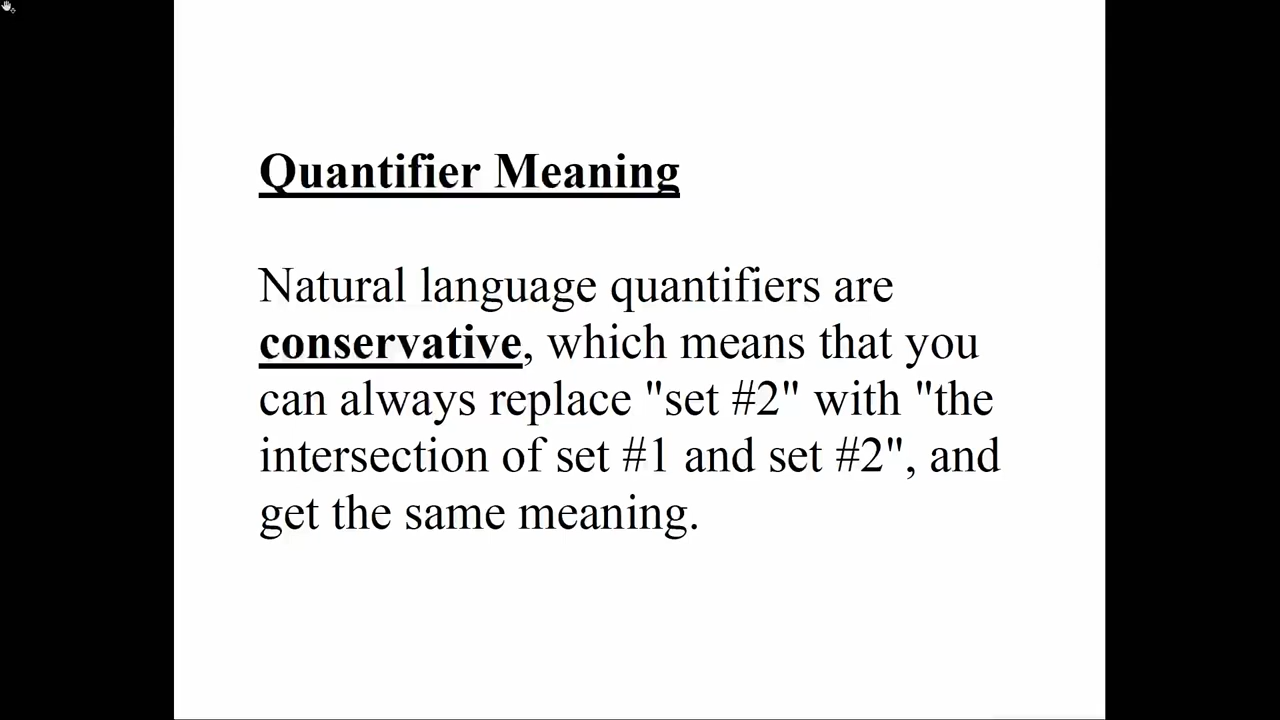 Quantifier Meaning
Natural language quantifiers are
conservative, which means that you
can always replace "set #2" with "the
intersection of set #1 and set #2", and
get the same meaning.